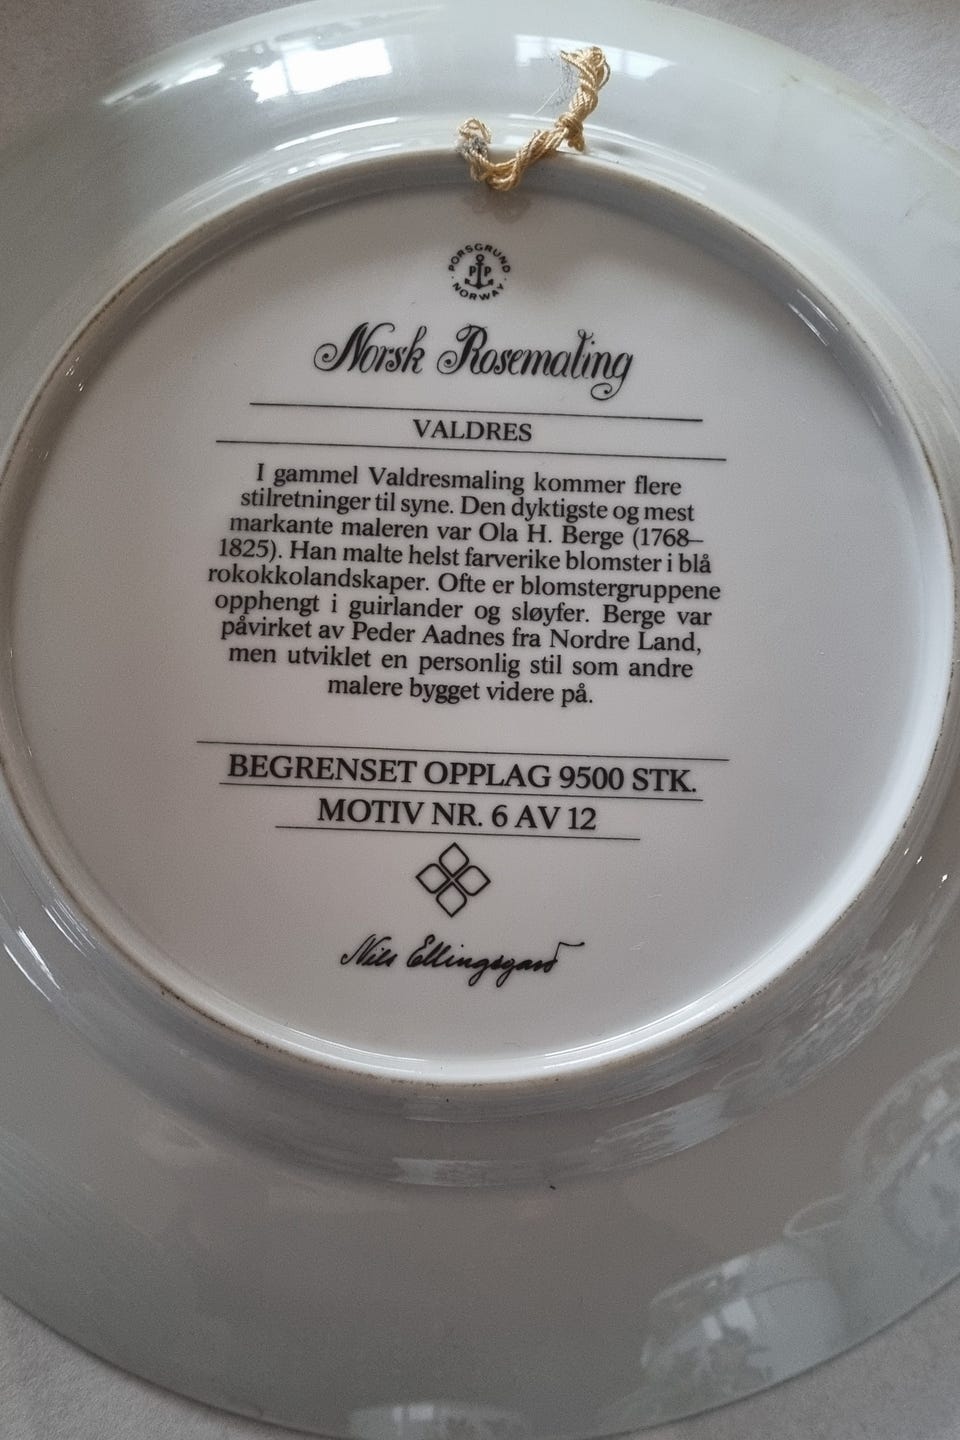 PORSGRUND
P P
NORWAY
Norsk Rosemaling
VALDRES
I gammel Valdresmaling kommer flere
stilretninger til syne. Den dyktigste og mest
markante maleren var Ola H. Berge (1768–
1825). Han malte helst farverike blomster i blå
rokokkolandskaper. Ofte er blomstergruppene
opphengt i guirlander og sløyfer. Berge var
påvirket av Peder Aadnes fra Nordre Land,
men utviklet en personlig stil som andre
malere bygget videre på.
BEGRENSET OPPLAG 9500 STK.
MOTIV NR. 6 AV 12
Nils Ellingsgard